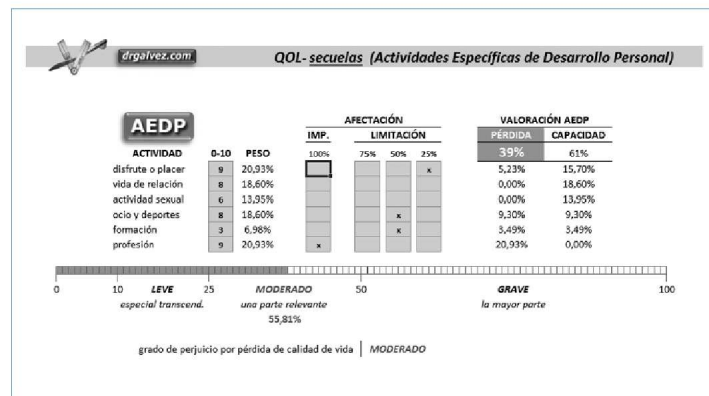 drgalvez.com
QOL- secuelas (Actividades Específicas de Desarrollo Personal)
AEDP
AFECTACIÓN VALORACIÓN AEDP
IMP. LIMITACIÓN PÉRDIDA CAPACIDAD
ACTIVIDAD 0-10 PESO 100% 75% 50% 25% 39% 61%
disfrute o placer 9 20,93% x 5,23% 15,70%
vida de relación 8 18,60% 0,00% 18,60%
actividad sexual 6 13,95% 0,00% 13,95%
ocio y deportes 8 18,60% x 9,30% 9,30%
formación 3 6,98% x 3,49% 3,49%
profesión 9 20,93% x 20,93% 0,00%
0 10 LEVE 25 MODERADO 50 GRAVE 100
especial transcend. una parte relevante la mayor parte
55,81%
grado de perjuicio por pérdida de calidad de vida MODERADO